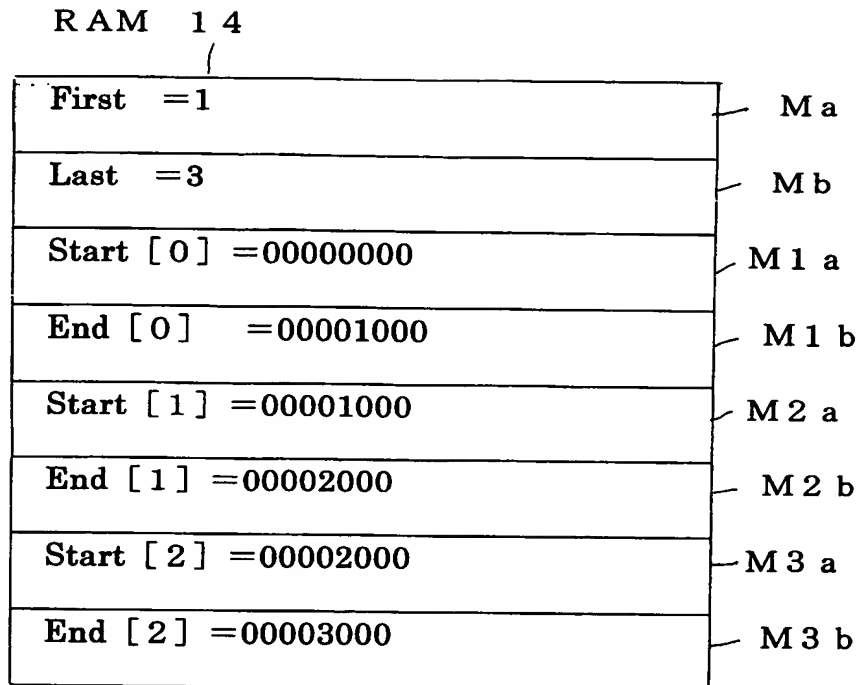 RAM 14
First =1 Ma
Last =3 Mb
Start [0] =00000000 M1a
End [0] =00001000 M1b
Start [1] =00001000 M2a
End [1] =00002000 M2b
Start [2] =00002000 M3a
End [2] =00003000 M3b